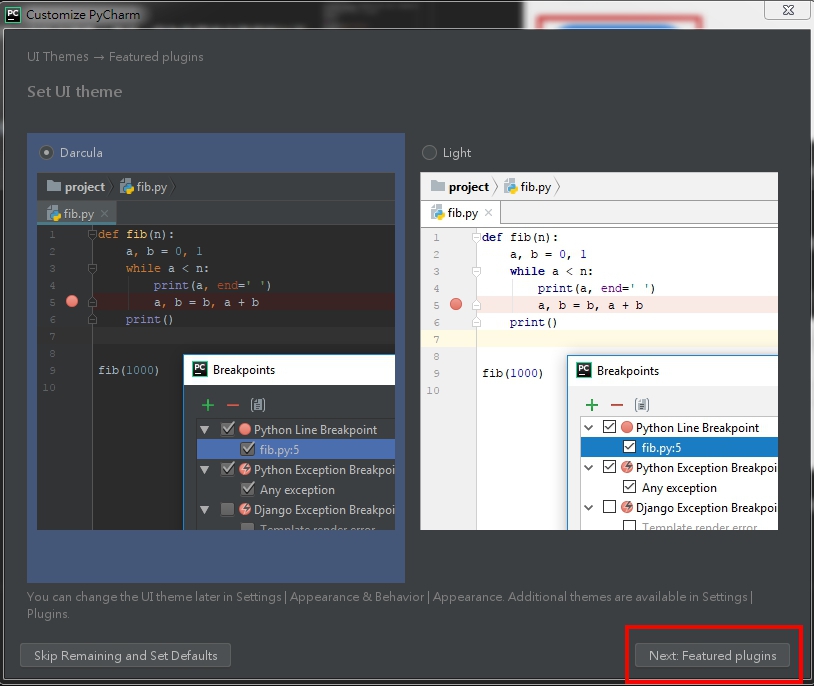 Customize PyCharm
UI Themes → Featured plugins
Set UI theme
Darcula
project
fib.py
fib.py
1 def fib(n):
2 a, b = 0, 1
3 while a < n:
4 print(a, end=' ')
5 a, b = b, a + b
6 print()
7
8
9 fib(1000)
10
PC Breakpoints
Python Line Breakpoint
fib.py:5
Python Exception Breakpoi
Any exception
Django Exception Breakpoi
Template render error
Light
project
fib.py
fib.py
1 def fib(n):
2 a, b = 0, 1
3 while a < n:
4 print(a, end=' ')
5 a, b = b, a + b
6 print()
7
8
9 fib(1000)
10
PC Breakpoints
Python Line Breakpoint
fib.py:5
Python Exception Breakpoi
Any exception
Django Exception Breakpoint
Template render error
You can change the UI theme later in Settings | Appearance & Behavior | Appearance. Additional themes are available in Settings |
Plugins.
Skip Remaining and Set Defaults
Next: Featured plugins